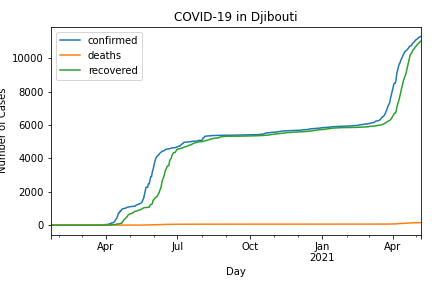 COVID-19 in Djibouti
confirmed
deaths
recovered
10000
8000
6000
4000
2000
0
Number of Cases
Apr
Jul
Oct
Jan
2021
Apr
Day